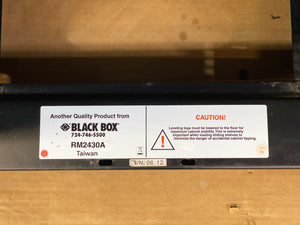 Another Quality Product from
BLACK BOX®
724-746-5500
RM2430A
Taiwan
CAUTION!
Leveling legs must be lowered to the floor for
maximum cabinet stability. This is extremely
important when loading sliding shelves to
minimize the danger of accidental cabinet tipping.